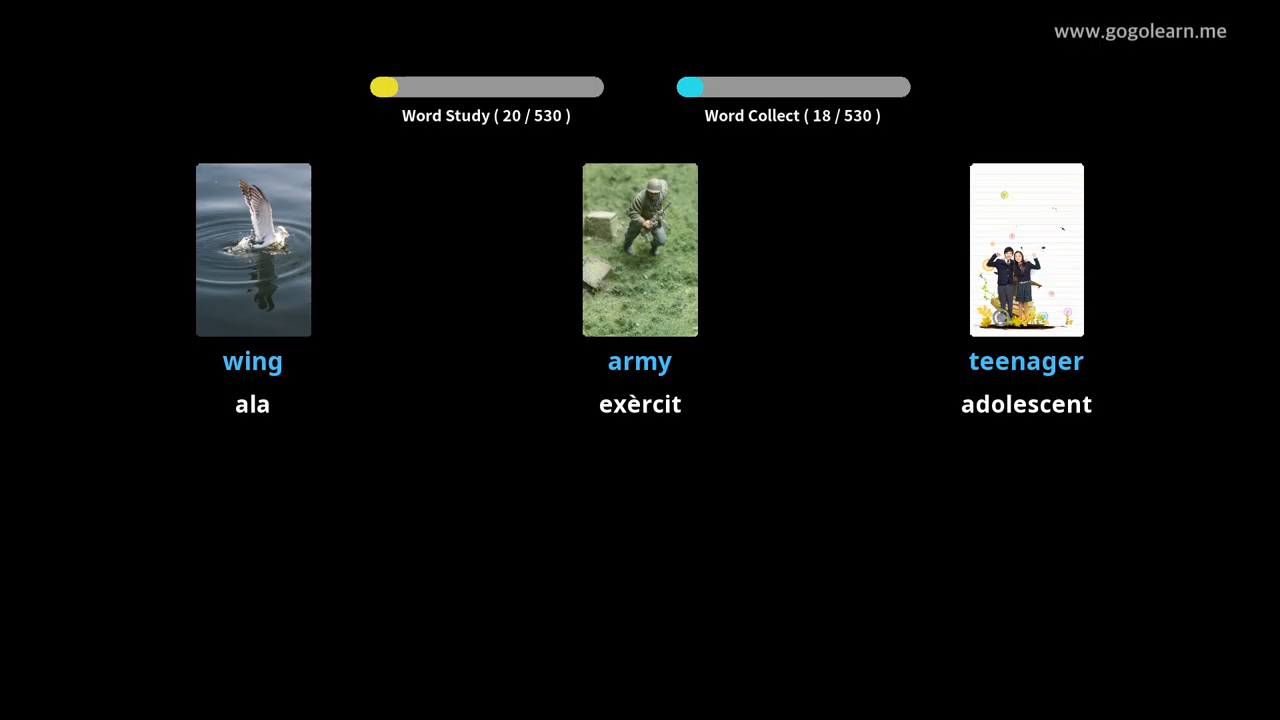 www.gogolearn.me
Word Study ( 20 / 530 )
Word Collect ( 18 / 530 )
wing
army
teenager
ala
exèrcit
adolescent